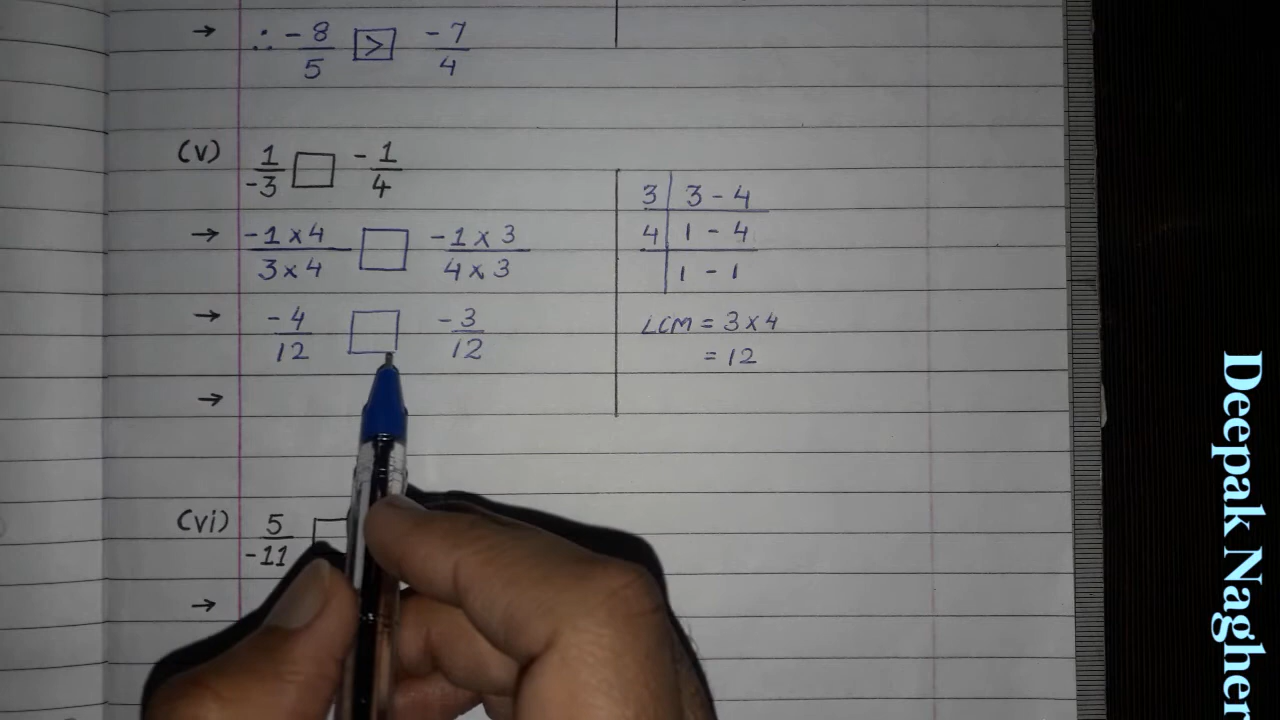 → ∴ -8/5 > -7/4
(v) 1/-3 □ -1/4
→ -1×4/3×4 □ -1×3/4×3
→ -4/12 □ -3/12
→
3 | 3 - 4
4 | 1 - 4
1 - 1
LCM = 3×4
= 12
(vi) 5/-11
→
Deepak Nagher